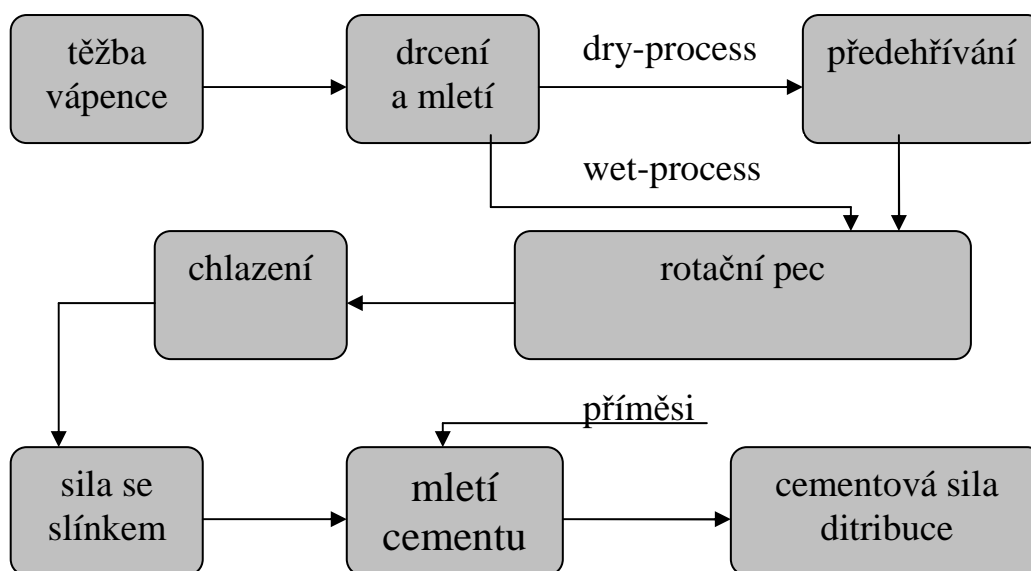 těžba
vápence
drcení
a mletí
dry-process
předehřívání
wet-process
chlazení
rotační pec
příměsi
sila se
slínkem
mletí
cementu
cementová sila
ditribuce